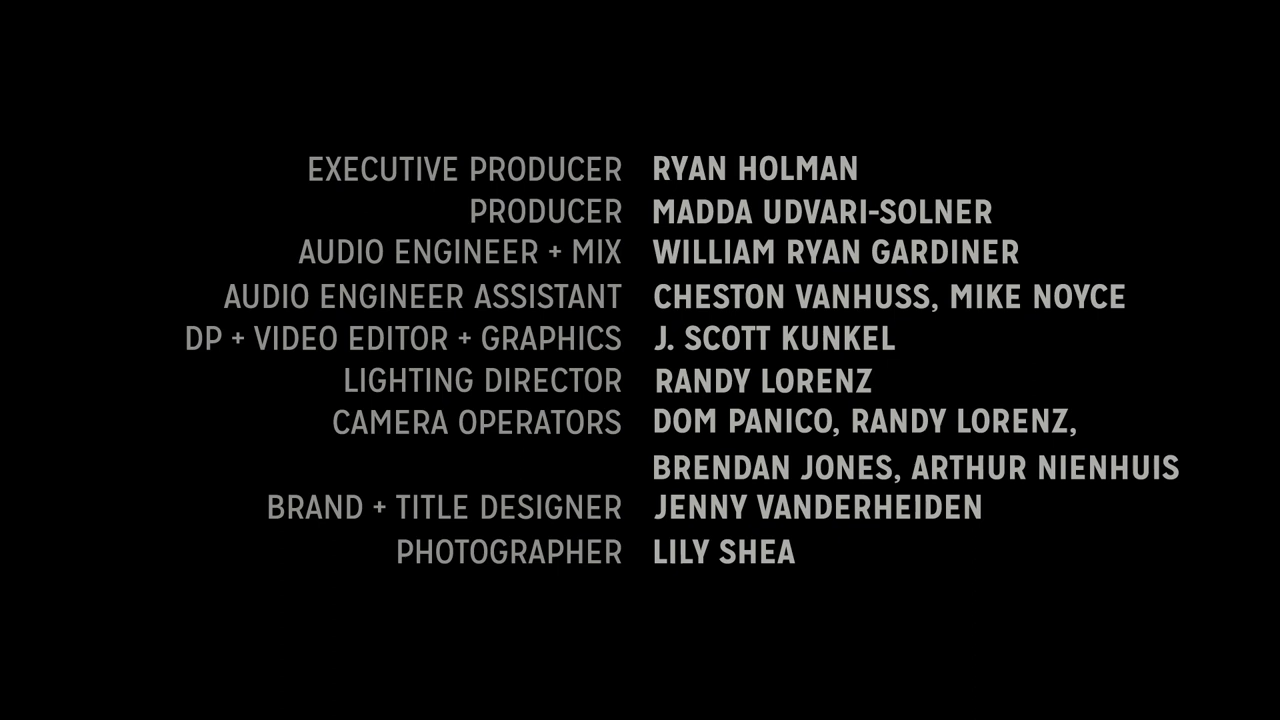 EXECUTIVE PRODUCER RYAN HOLMAN
PRODUCER MADDA UDVARI-SOLNER
AUDIO ENGINEER + MIX WILLIAM RYAN GARDINER
AUDIO ENGINEER ASSISTANT CHESTON VANHUSS, MIKE NOYCE
DP + VIDEO EDITOR + GRAPHICS J. SCOTT KUNKEL
LIGHTING DIRECTOR RANDY LORENZ
CAMERA OPERATORS DOM PANICO, RANDY LORENZ,
BRENDAN JONES, ARTHUR NIENHUIS
BRAND + TITLE DESIGNER JENNY VANDERHEIDEN
PHOTOGRAPHER LILY SHEA